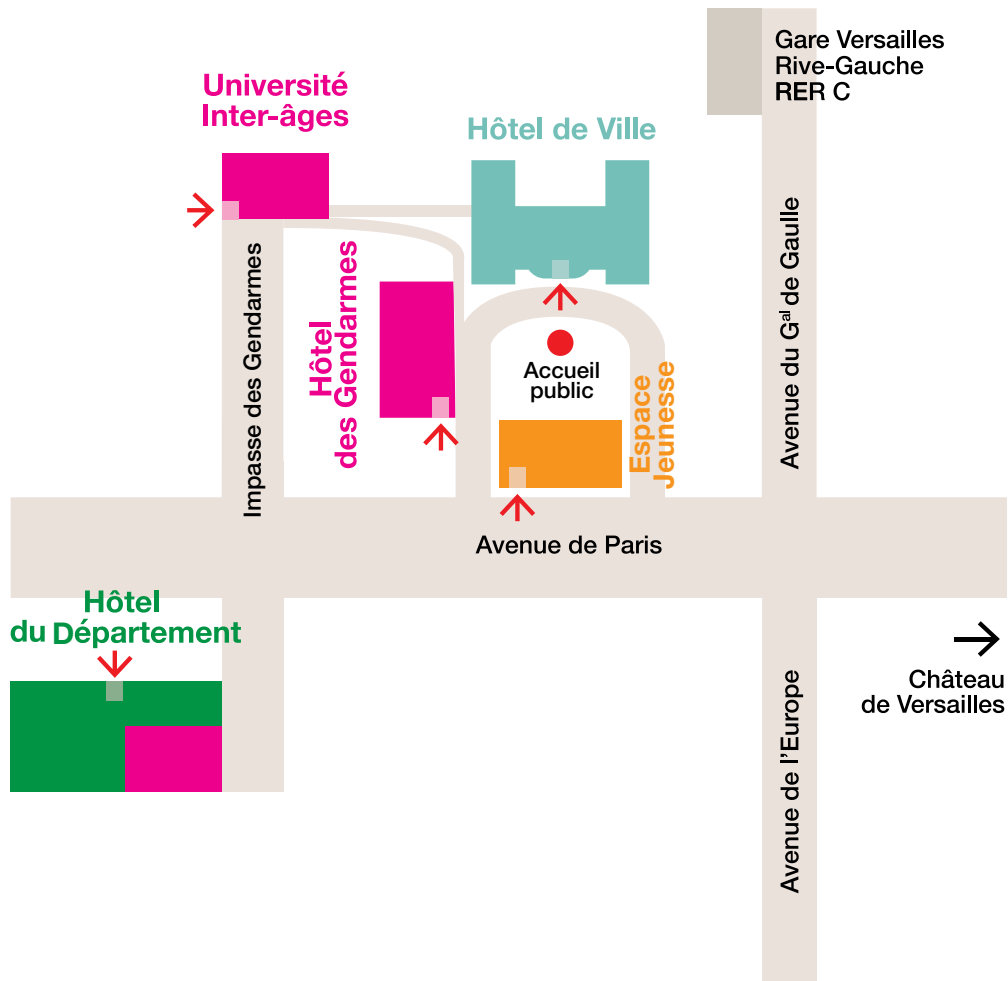 Gare Versailles
Rive-Gauche
RER C
Université
Inter-âges
Hôtel de Ville
Impasse des Gendarmes
Hôtel
des Gendarmes
Accueil
public
Espace
Jeunesse
Avenue du Gal de Gaulle
Avenue de Paris
Hôtel
du Département
Château
de Versailles
Avenue de l'Europe